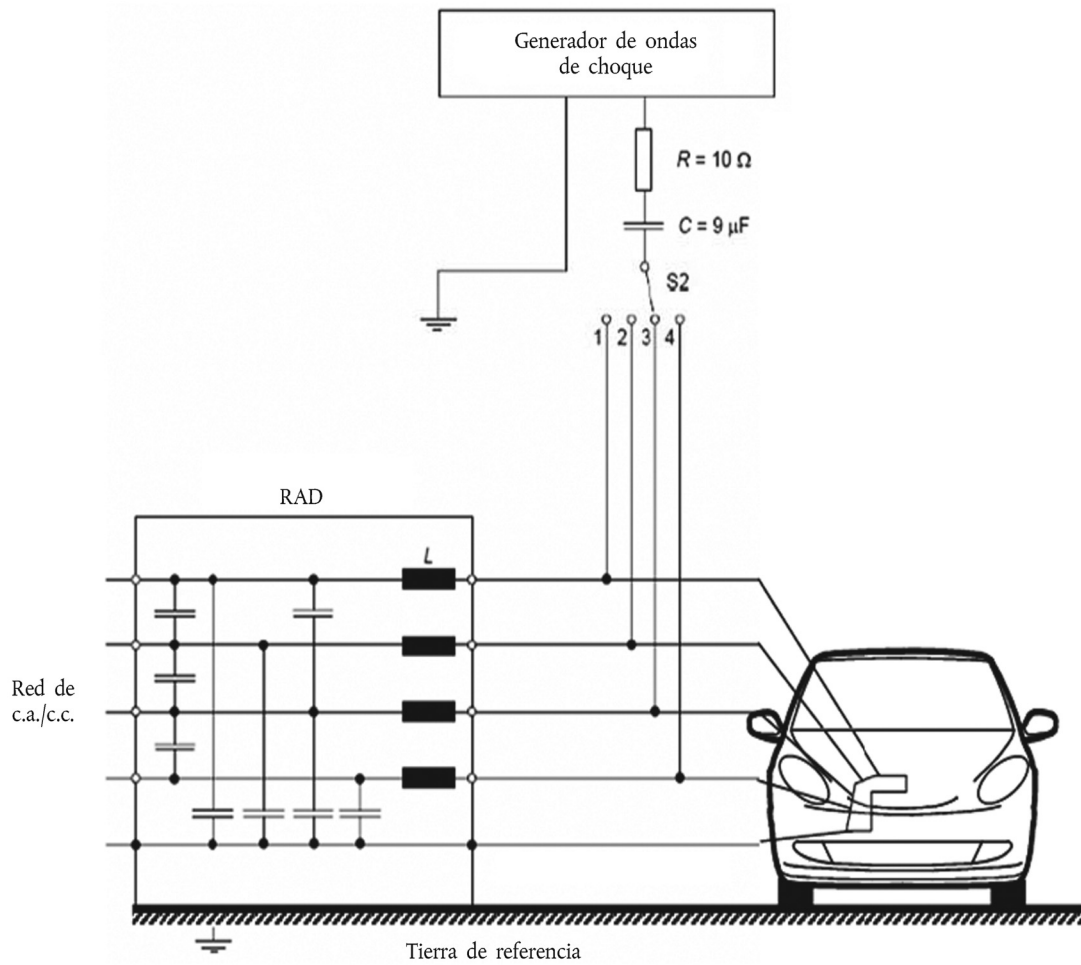 Generador de ondas
de choque
R = 10 Ω
C = 9 µF
S2
1 2 3 4
RAD
L
Red de
c.a./c.c.
Tierra de referencia